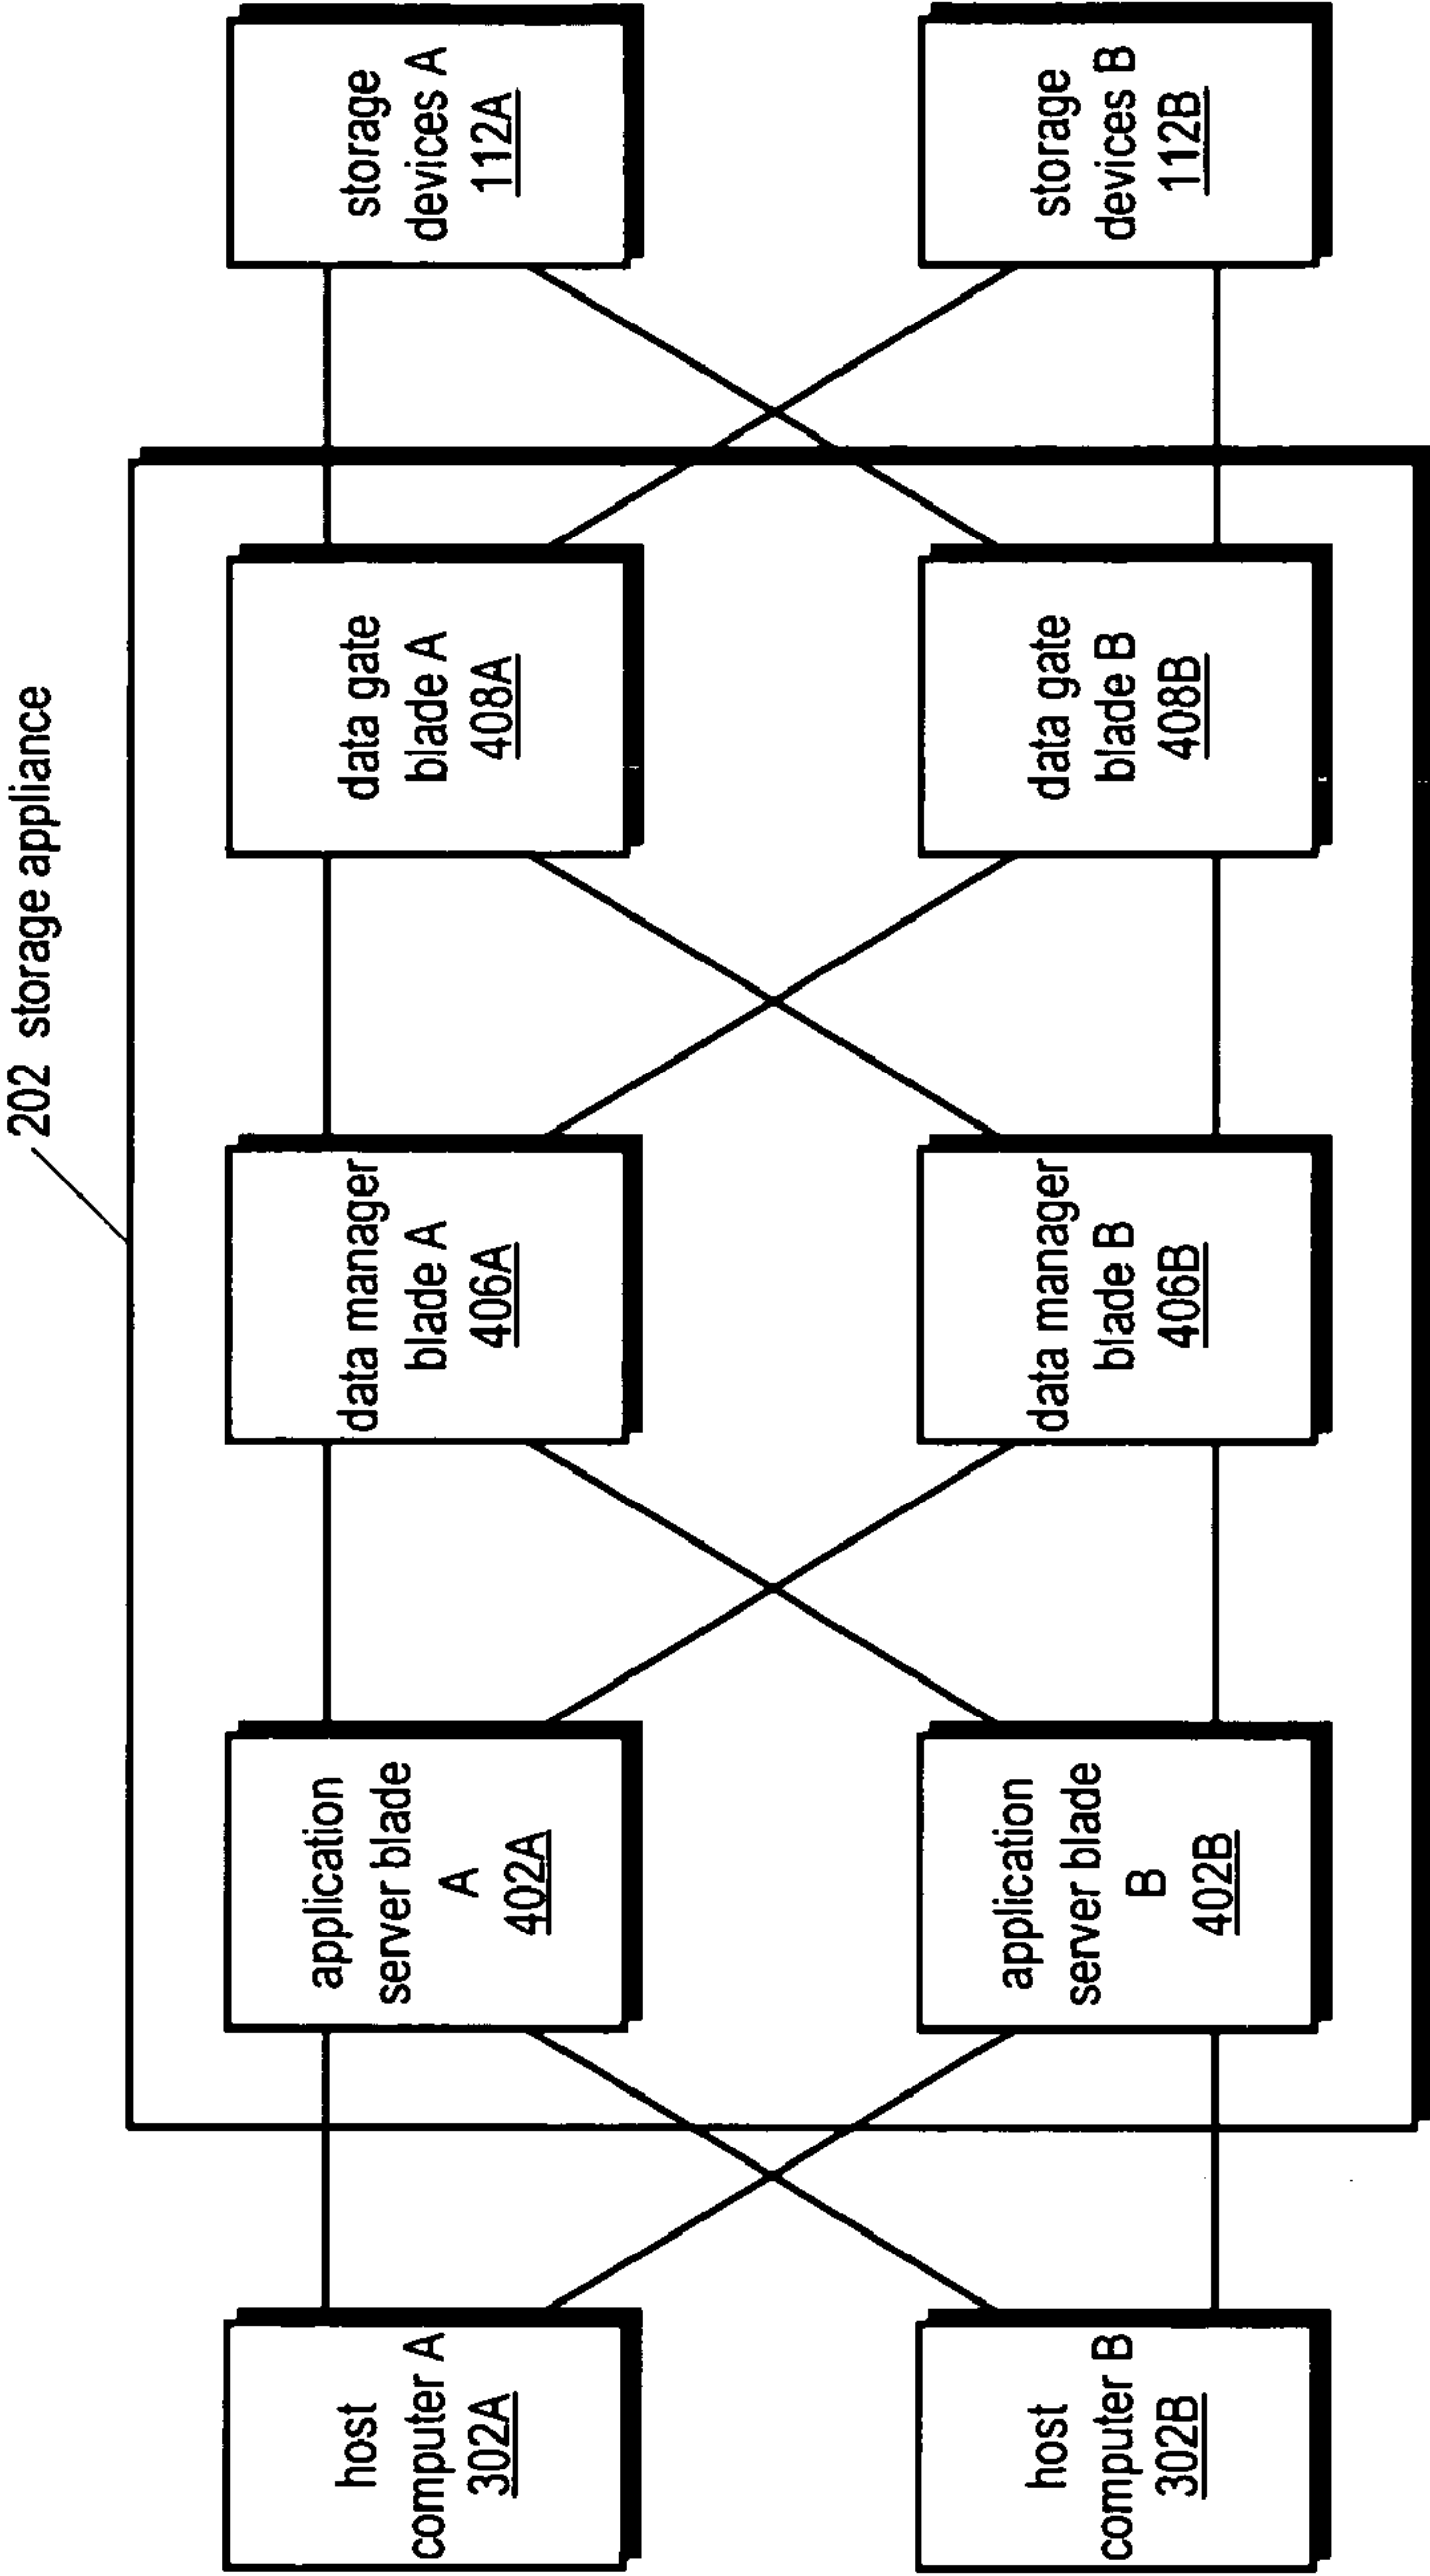 202 storage appliance
host
computer A
302A
application
server blade
A
402A
data manager
blade A
406A
data gate
blade A
408A
storage
devices A
112A
host
computer B
302B
application
server blade
B
402B
data manager
blade B
406B
data gate
blade B
408B
storage
devices B
112B